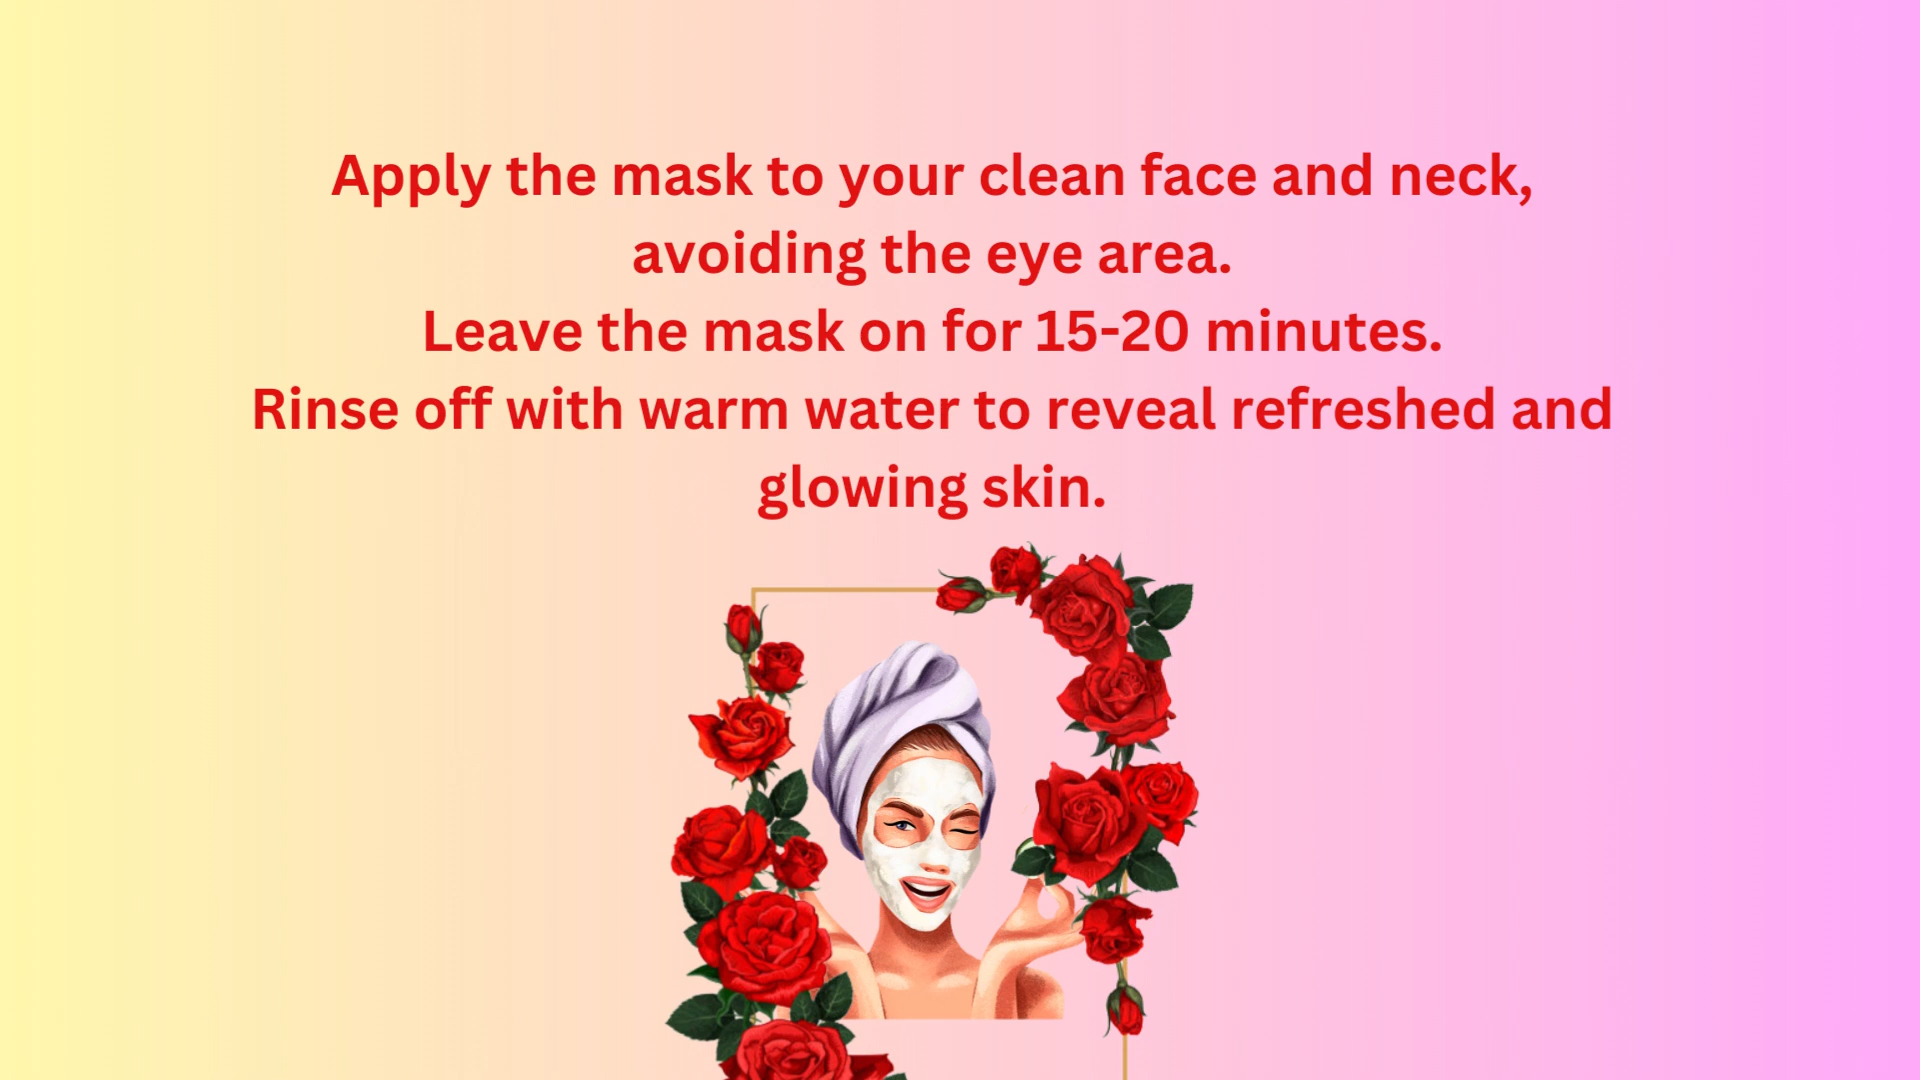 Apply the mask to your clean face and neck,
avoiding the eye area.
Leave the mask on for 15-20 minutes.
Rinse off with warm water to reveal refreshed and
glowing skin.